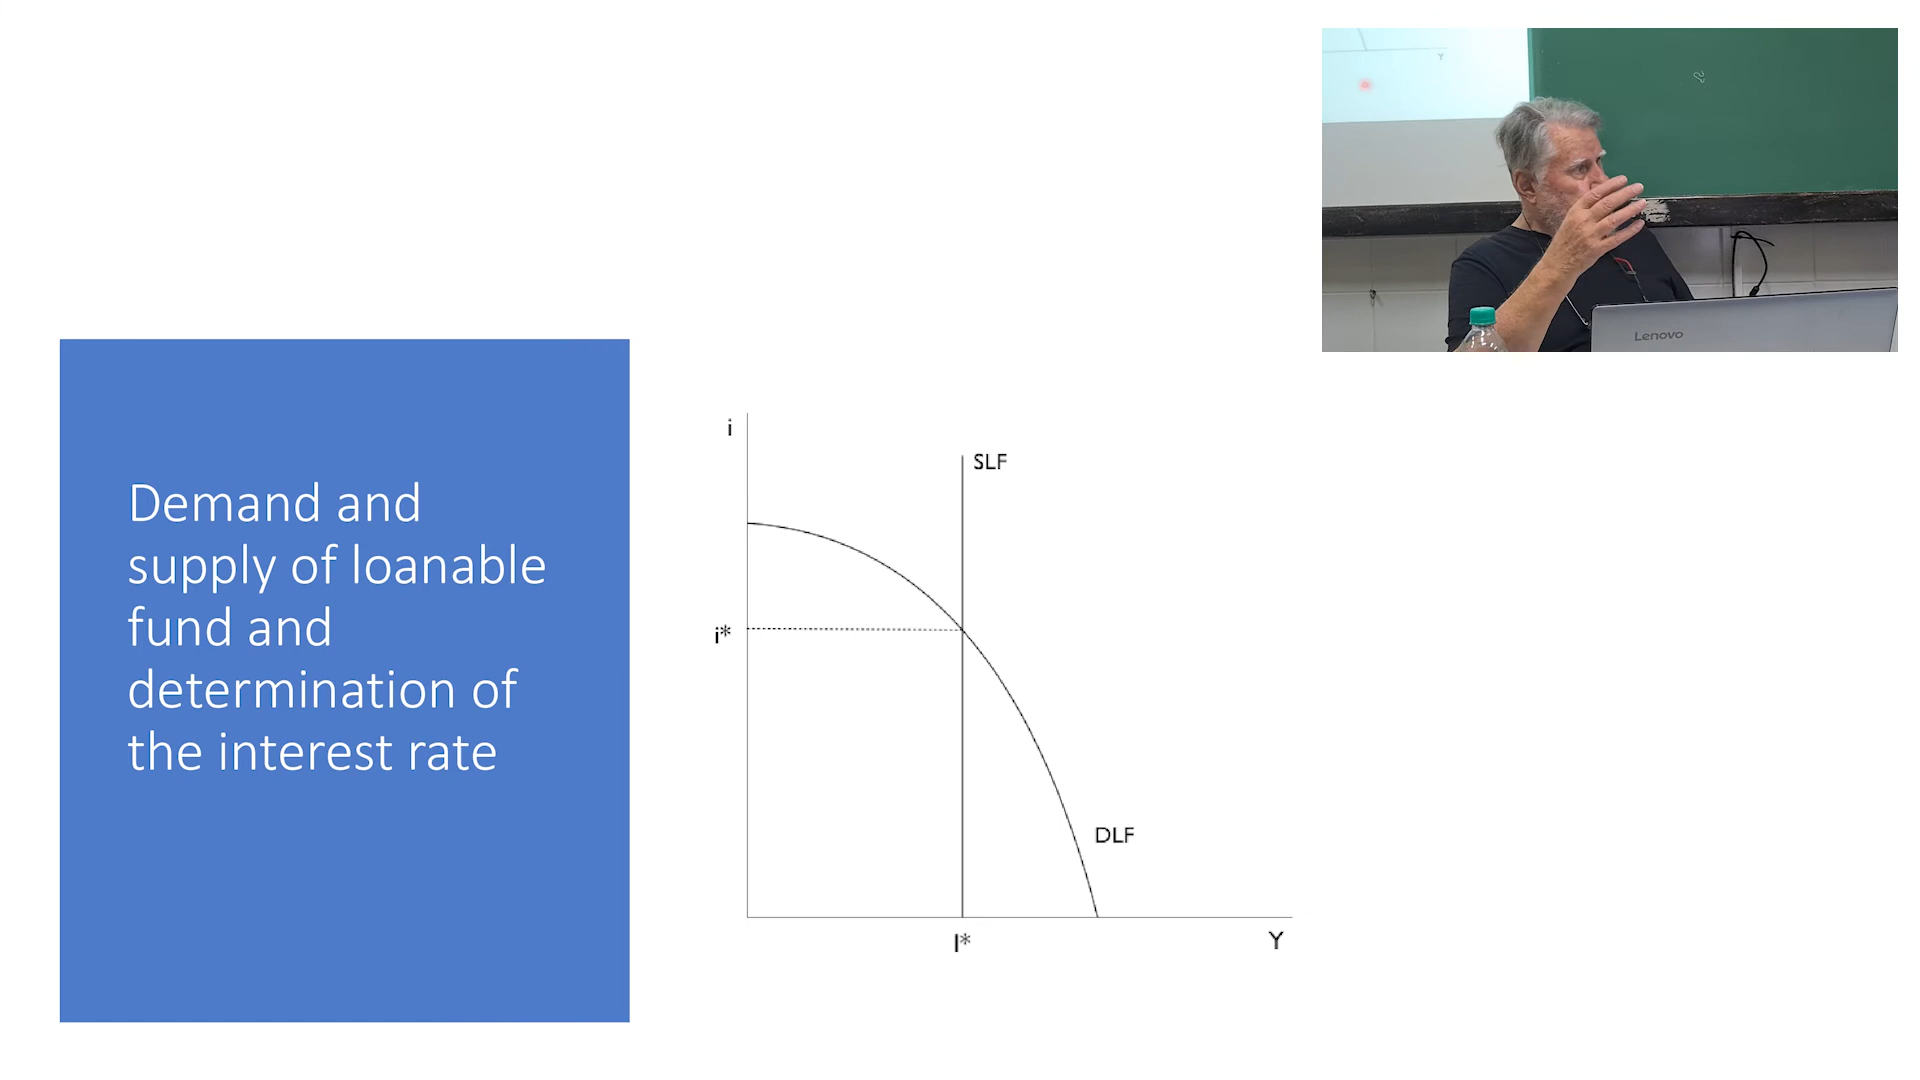 Demand and
supply of loanable
fund and
determination of
the interest rate
i
SLF
i*
DLF
I*
Y
Y
Lenovo